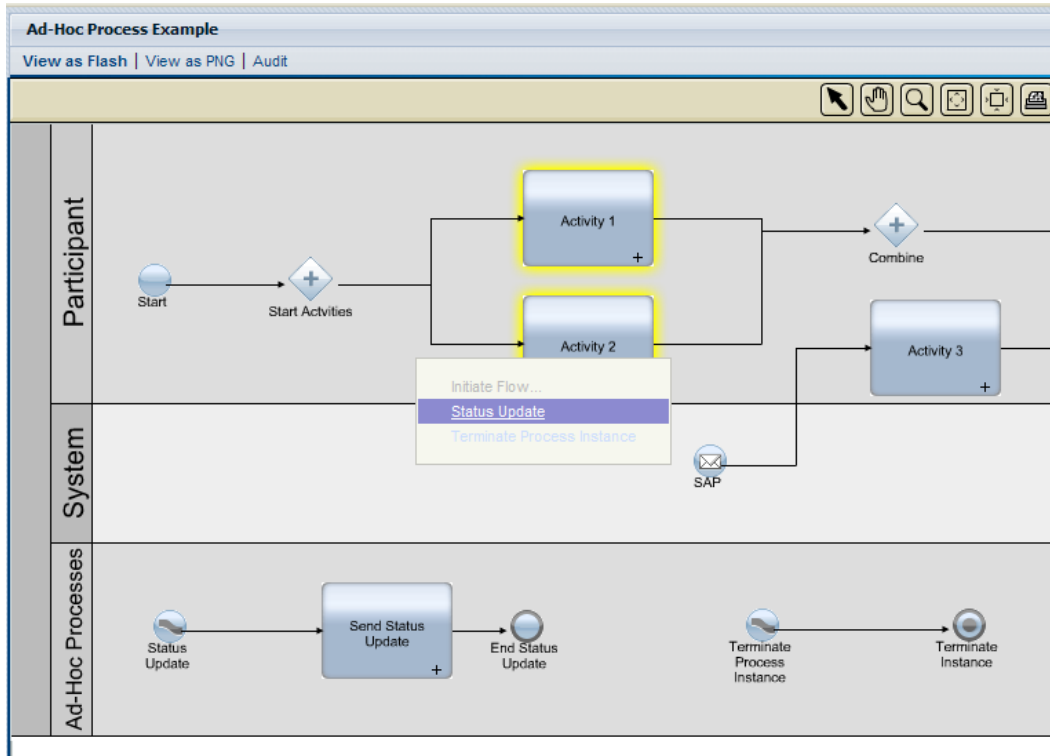 Ad-Hoc Process Example
View as Flash | View as PNG | Audit
Participant
Activity 1
Combine
Start
Start Actvities
Activity 2
Activity 3
Initiate Flow...
Status Update
Terminate Process Instance
System
SAP
Ad-Hoc Processes
Status
Update
Send Status
Update
End Status
Update
Terminate
Process
Instance
Terminate
Instance